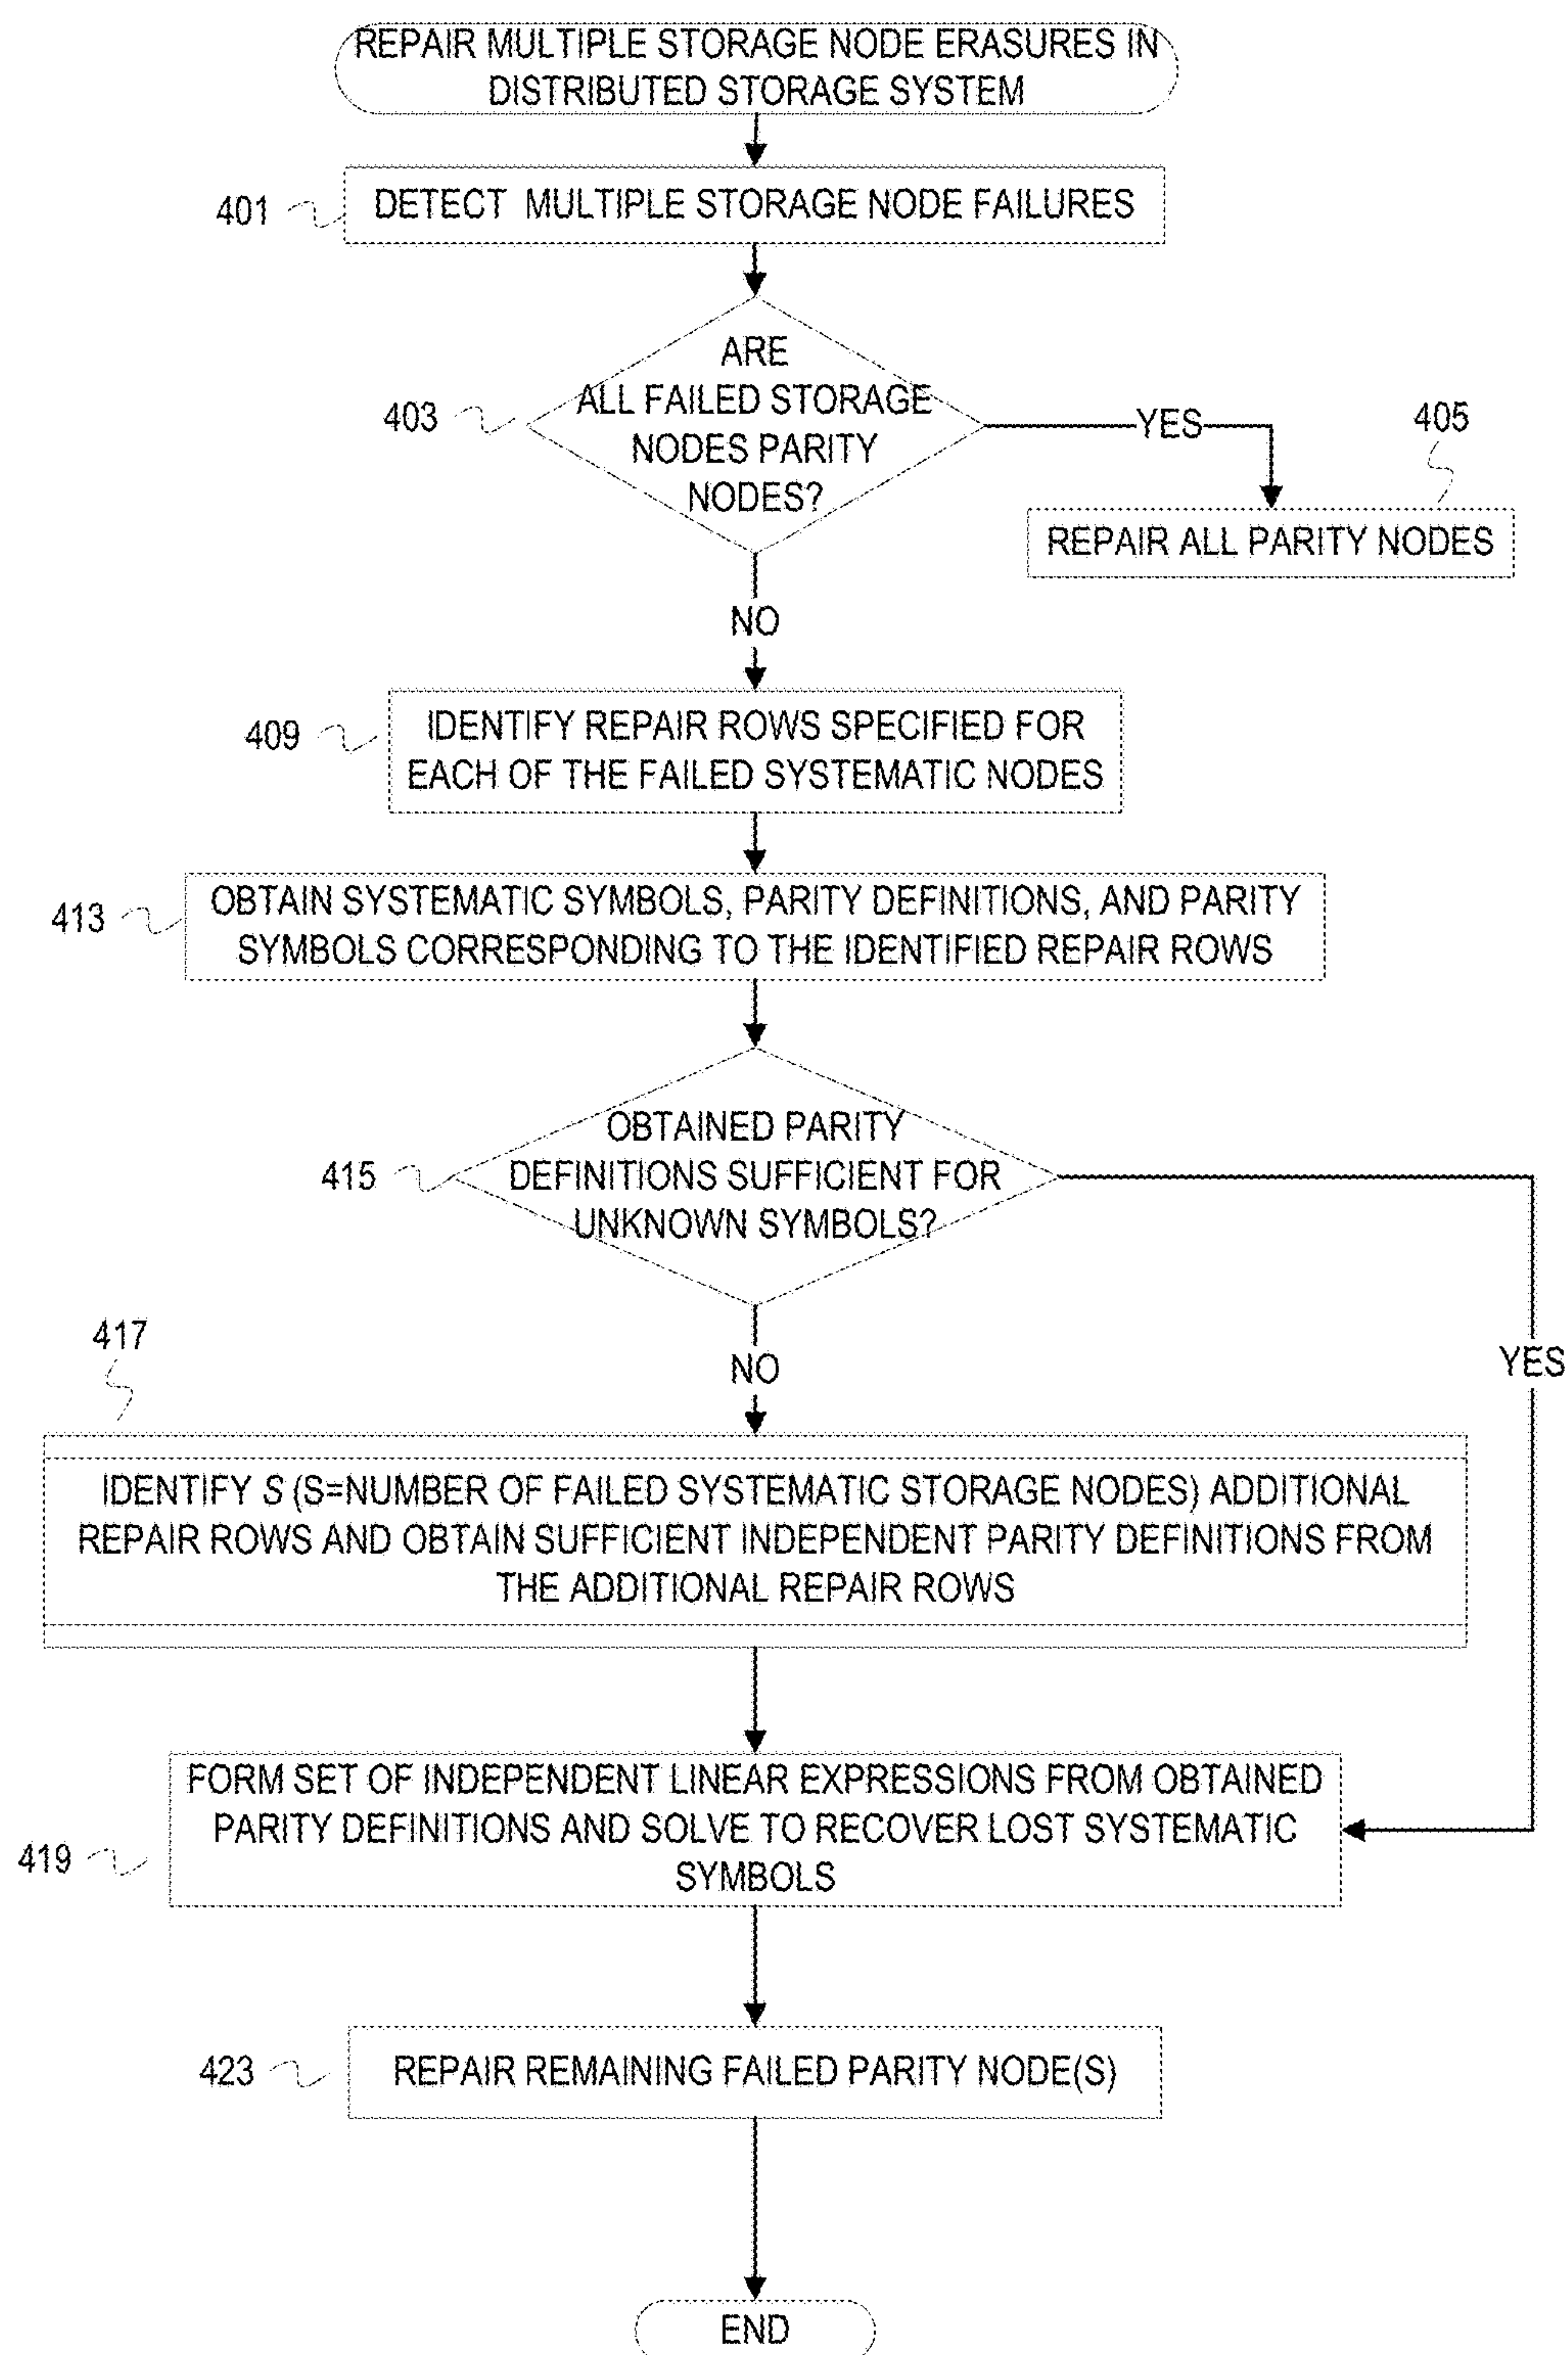 REPAIR MULTIPLE STORAGE NODE ERASURES IN
DISTRIBUTED STORAGE SYSTEM
401
DETECT MULTIPLE STORAGE NODE FAILURES
403
ARE
ALL FAILED STORAGE
NODES PARITY
NODES?
YES
405
REPAIR ALL PARITY NODES
NO
409
IDENTIFY REPAIR ROWS SPECIFIED FOR
EACH OF THE FAILED SYSTEMATIC NODES
413
OBTAIN SYSTEMATIC SYMBOLS, PARITY DEFINITIONS, AND PARITY
SYMBOLS CORRESPONDING TO THE IDENTIFIED REPAIR ROWS
415
OBTAINED PARITY
DEFINITIONS SUFFICIENT FOR
UNKNOWN SYMBOLS?
NO
YES
417
IDENTIFY S (S=NUMBER OF FAILED SYSTEMATIC STORAGE NODES) ADDITIONAL
REPAIR ROWS AND OBTAIN SUFFICIENT INDEPENDENT PARITY DEFINITIONS FROM
THE ADDITIONAL REPAIR ROWS
419
FORM SET OF INDEPENDENT LINEAR EXPRESSIONS FROM OBTAINED
PARITY DEFINITIONS AND SOLVE TO RECOVER LOST SYSTEMATIC
SYMBOLS
423
REPAIR REMAINING FAILED PARITY NODE(S)
END